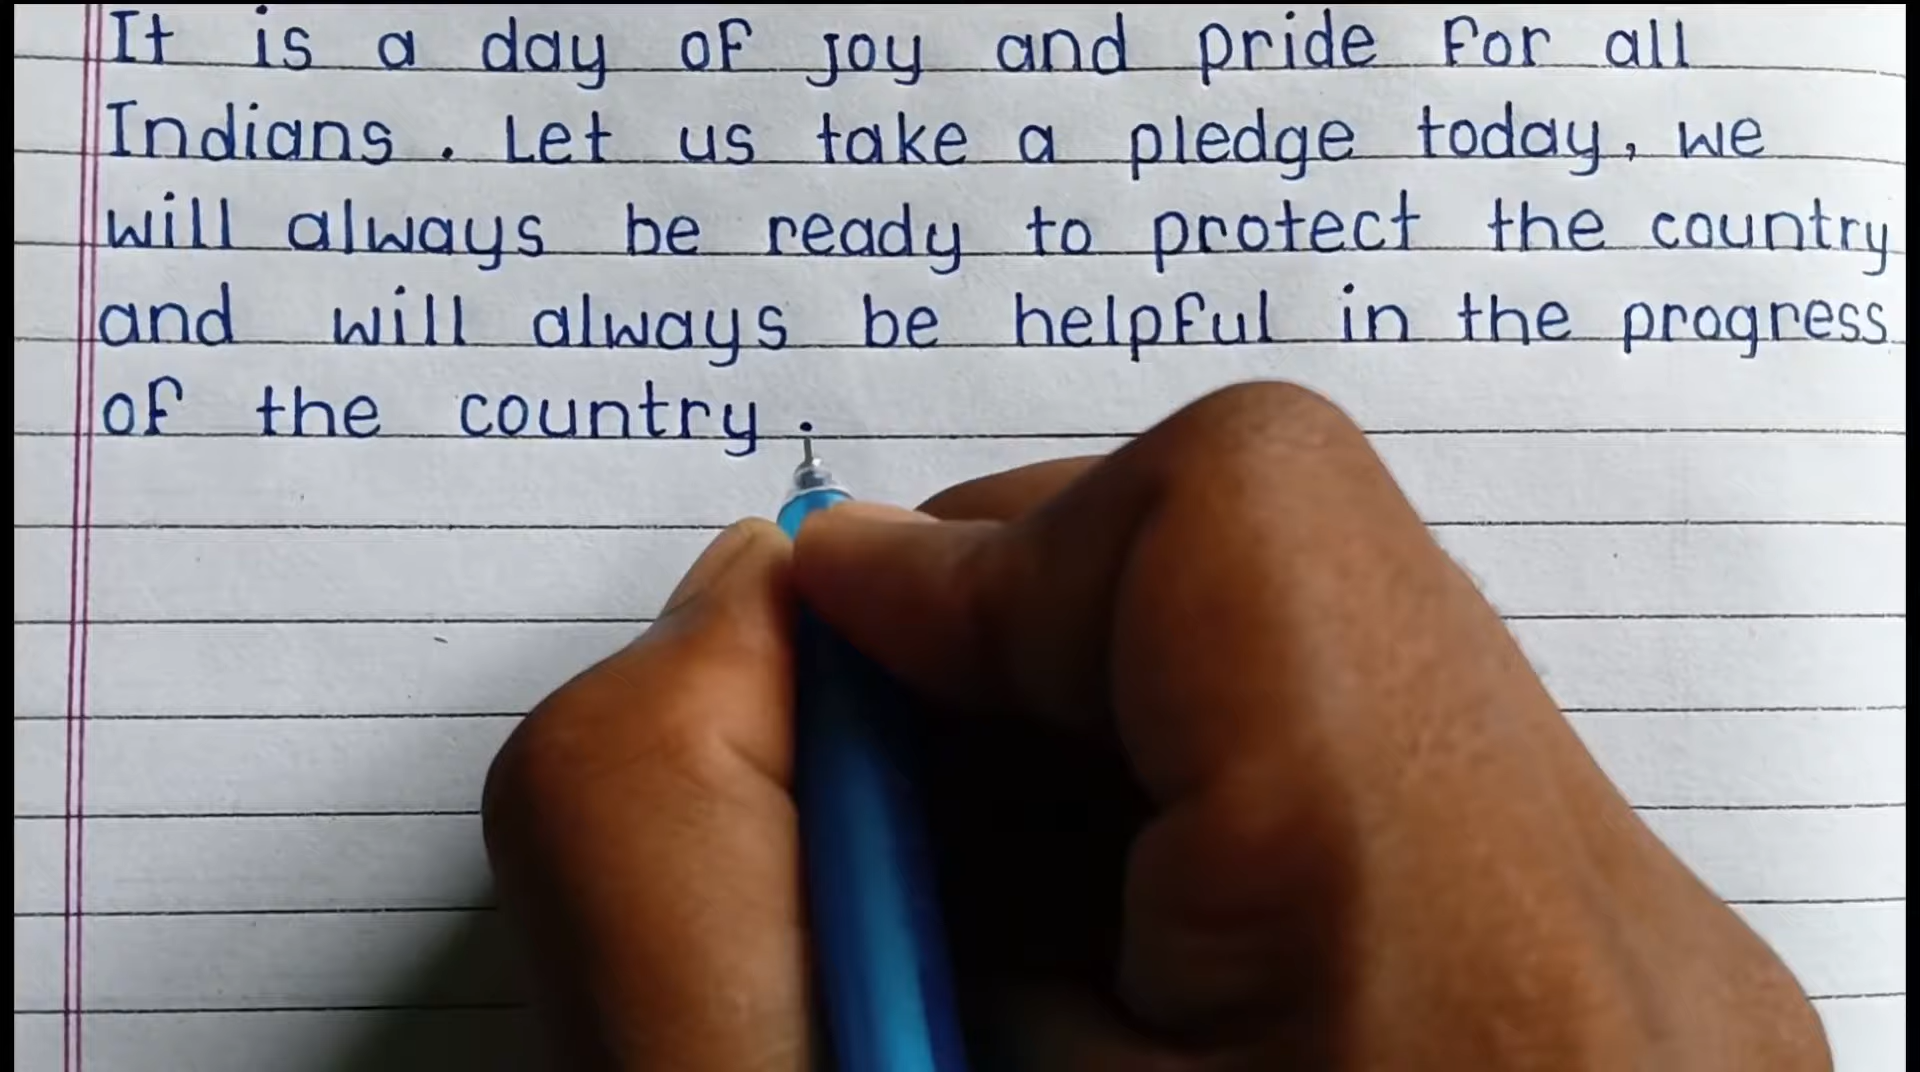 It is a day of joy and pride for all
Indians. Let us take a pledge today, we
will always be ready to protect the country
and will always be helpful in the progress
of the country.